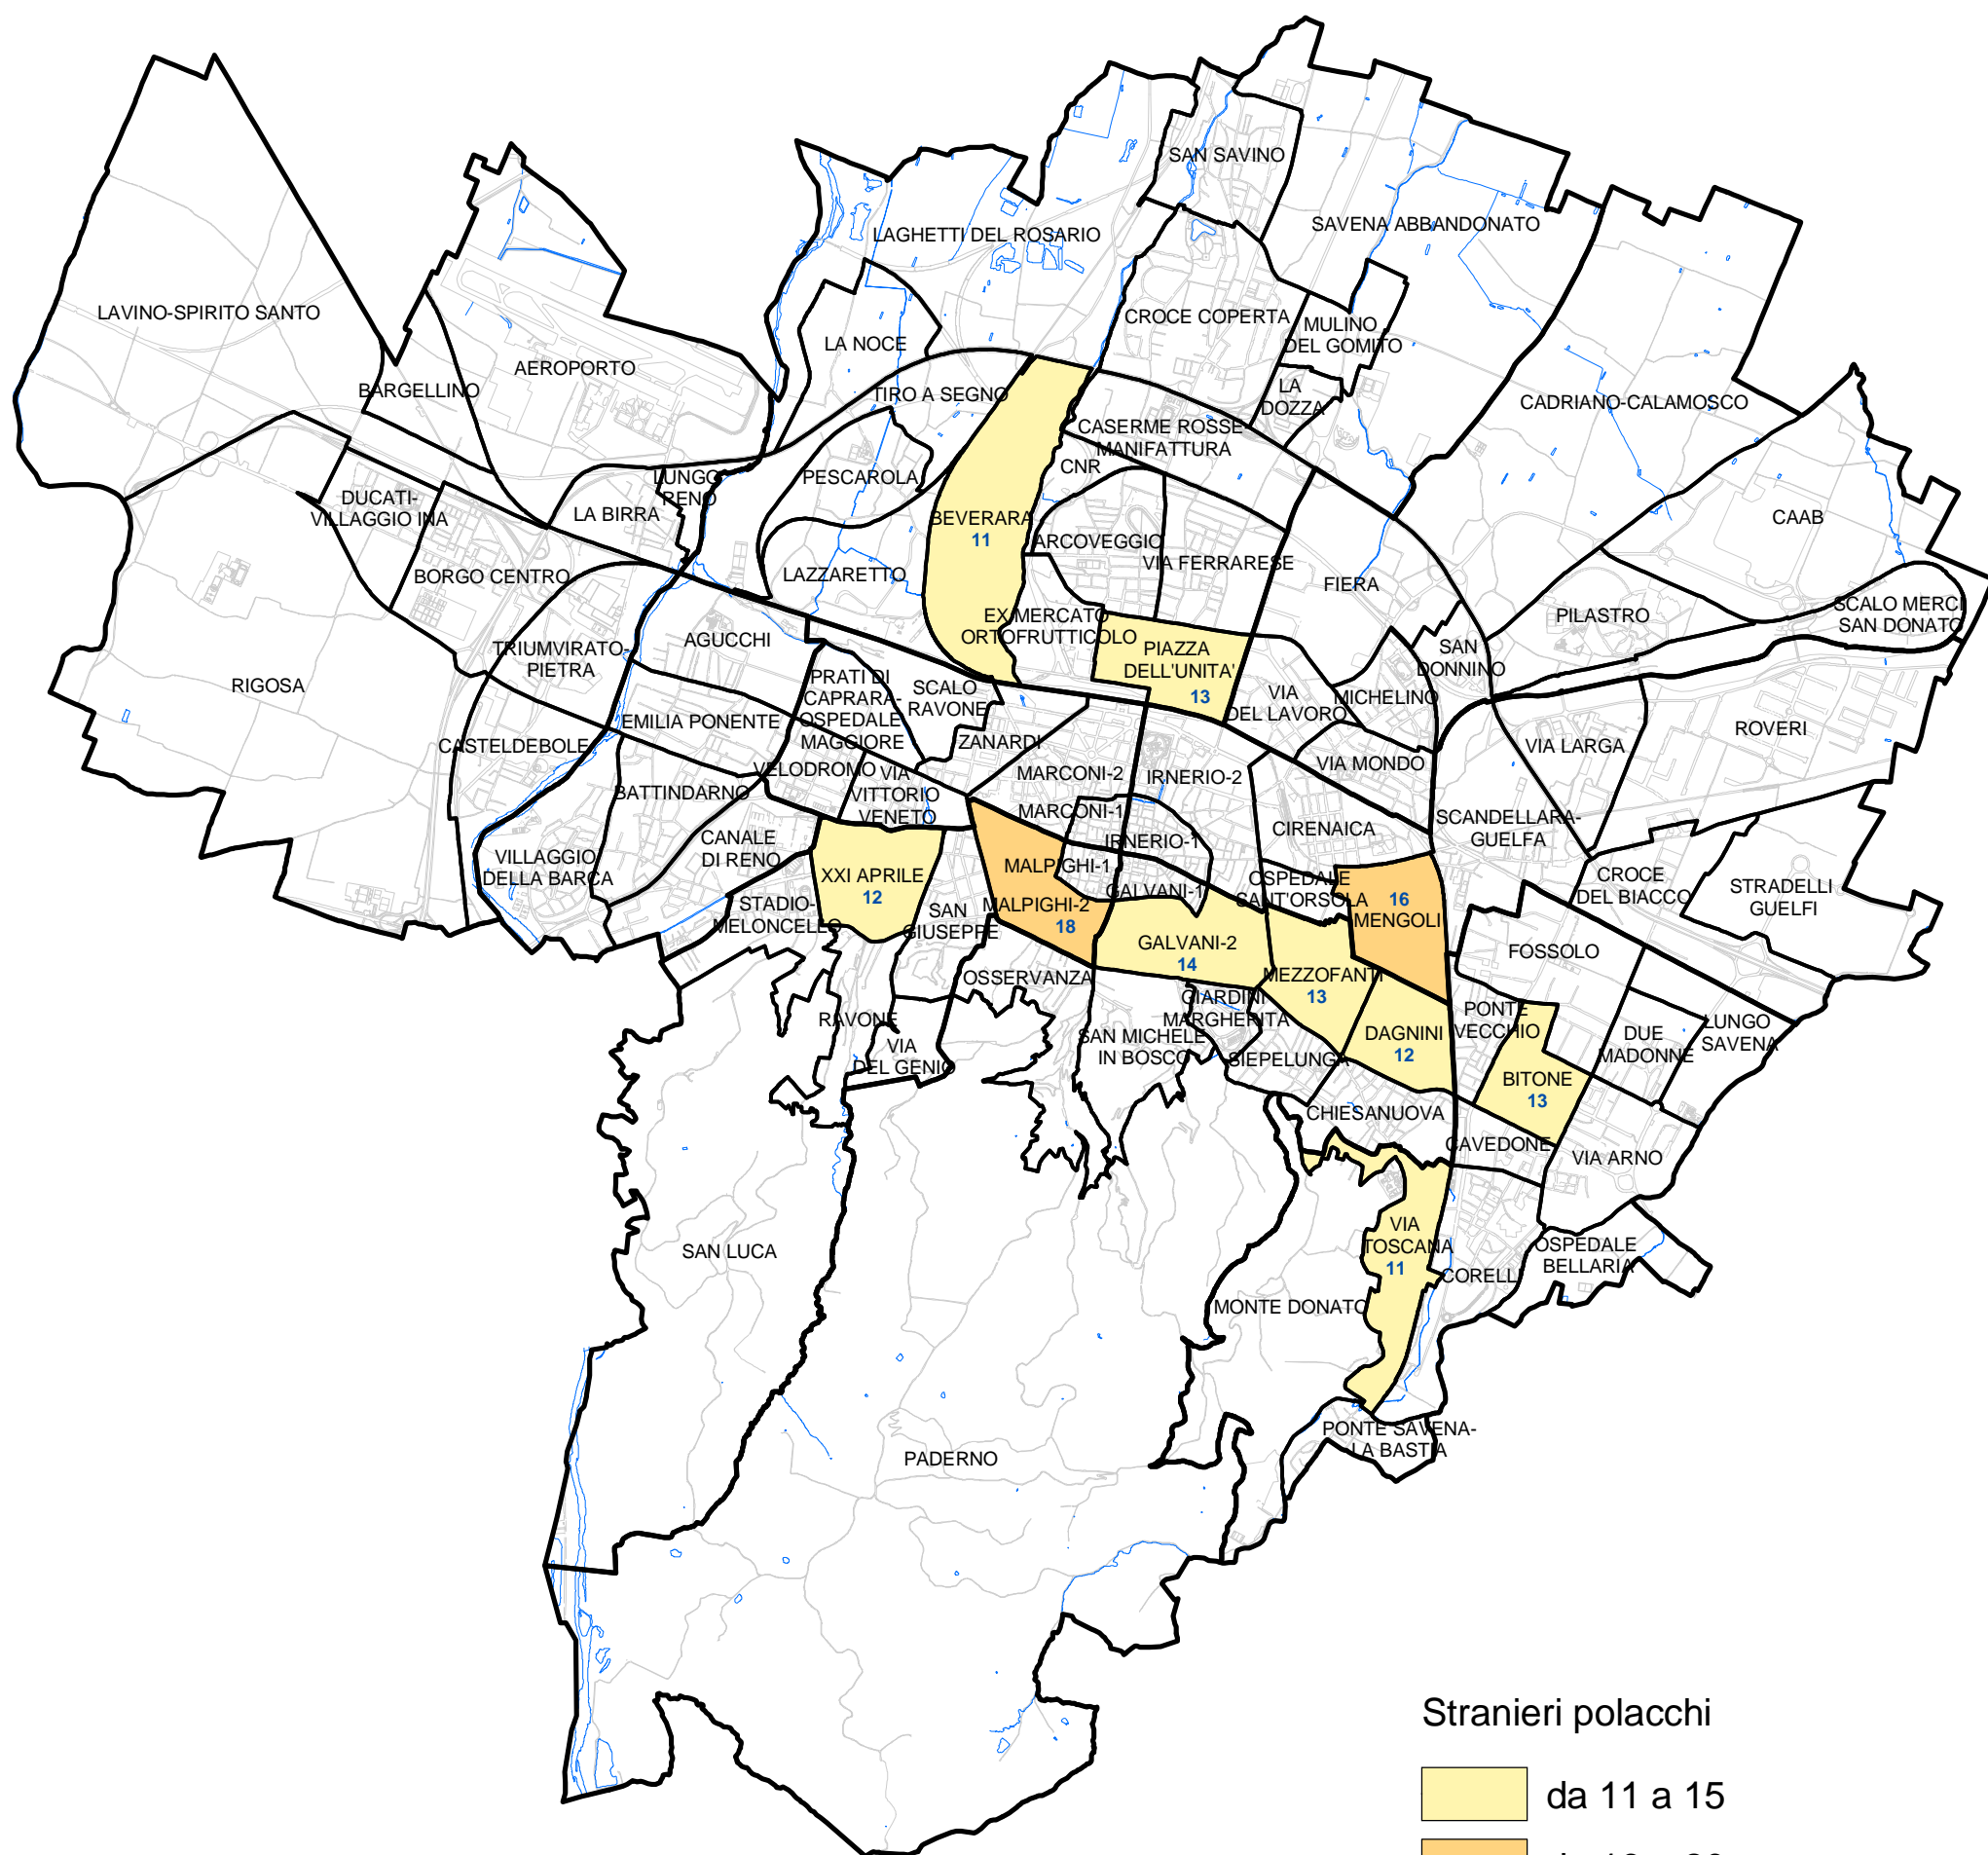 SAN SAVINO
SAVENA ABBANDONATO
LAGHETTI DEL ROSARIO
LAVINO-SPIRITO SANTO
CROCE COPERTA
MULINO
DEL GOMITO
LA NOCE
AEROPORTO
BARGELLINO
TIRO A SEGNO
LA
DOZZA
CADRIANO-CALAMOSCO
CASERME ROSSE-
MANIFATTURA
CNR
PESCAROLA
LUNGO
RENO
DUCATI-
VILLAGGIO INA
LA BIRRA
BEVERARA
11
CAAB
ARCOVEGGIO
VIA FERRARESE
BORGO CENTRO
LAZZARETTO
FIERA
EX MERCATO
ORTOFRUTTICOLO
PILASTRO
SCALO MERCI
SAN DONATO
AGUCCHI
TRIUMVIRATO-
PIETRA
PIAZZA
DELL'UNITA'
13
SAN
DONNINO
RIGOSA
PRATI DI
CAPRARA-
OSPEDALE
MAGGIORE
SCALO
RAVONE
VIA
DEL LAVORO
MICHELINO
EMILIA PONENTE
ROVERI
CASTELDEBOLE
ZANARDI
VIA LARGA
VELODROMO
VIA
VITTORIO
VENETO
MARCONI-2
IRNERIO-2
VIA MONDO
BATTINDARNO
MARCONI-1
CIRENAICA
SCANDELLARA-
GUELFA
CANALE
DI RENO
IRNERIO-1
VILLAGGIO
DELLA BARCA
XXI APRILE
12
MALPIGHI-1
GALVANI-1
OSPEDALE
SANT'ORSOLA
16
MENGOLI
CROCE
DEL BIACCO
STRADELLI
GUELFI
STADIO-
MELONCELLO
SAN
GIUSEPPE
MALPIGHI-2
18
GALVANI-2
14
FOSSOLO
OSSERVANZA
MEZZOFANTI
13
GIARDINI
MARGHERITA
RAVONE
VIA
DEL GENIO
SAN MICHELE
IN BOSCO
SIEPELUNGA
DAGNINI
12
PONTE
VECCHIO
DUE
MADONNE
LUNGO
SAVENA
BITONE
13
CHIESANUOVA
CAVEDONE
VIA ARNO
SAN LUCA
VIA
TOSCANA
11
OSPEDALE
BELLARIA
CORELLI
MONTE DONATO
PONTE SAVENA-
LA BASTIA
PADERNO
Stranieri polacchi
da 11 a 15